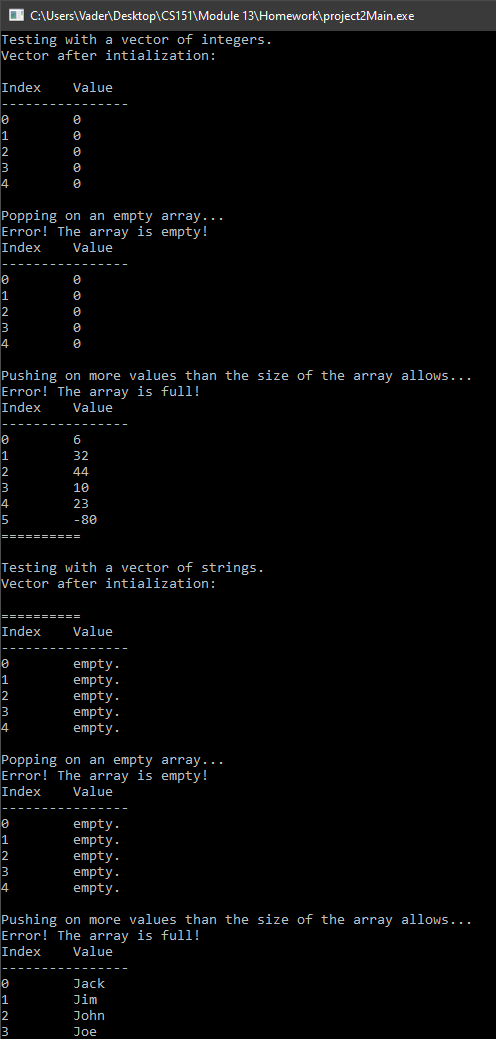 C:\Users\Vader\Desktop\CS151\Module 13\Homework\project2Main.exe
Testing with a vector of integers.
Vector after intialization:
Index    Value
----------------
0        0
1        0
2        0
3        0
4        0
Popping on an empty array...
Error! The array is empty!
Index    Value
----------------
0        0
1        0
2        0
3        0
4        0
Pushing on more values than the size of the array allows...
Error! The array is full!
Index    Value
----------------
0        6
1        32
2        44
3        10
4        23
5        -80
==========
Testing with a vector of strings.
Vector after intialization:
==========
Index    Value
----------------
0        empty.
1        empty.
2        empty.
3        empty.
4        empty.
Popping on an empty array...
Error! The array is empty!
Index    Value
----------------
0        empty.
1        empty.
2        empty.
3        empty.
4        empty.
Pushing on more values than the size of the array allows...
Error! The array is full!
Index    Value
----------------
0        Jack
1        Jim
2        John
3        Joe